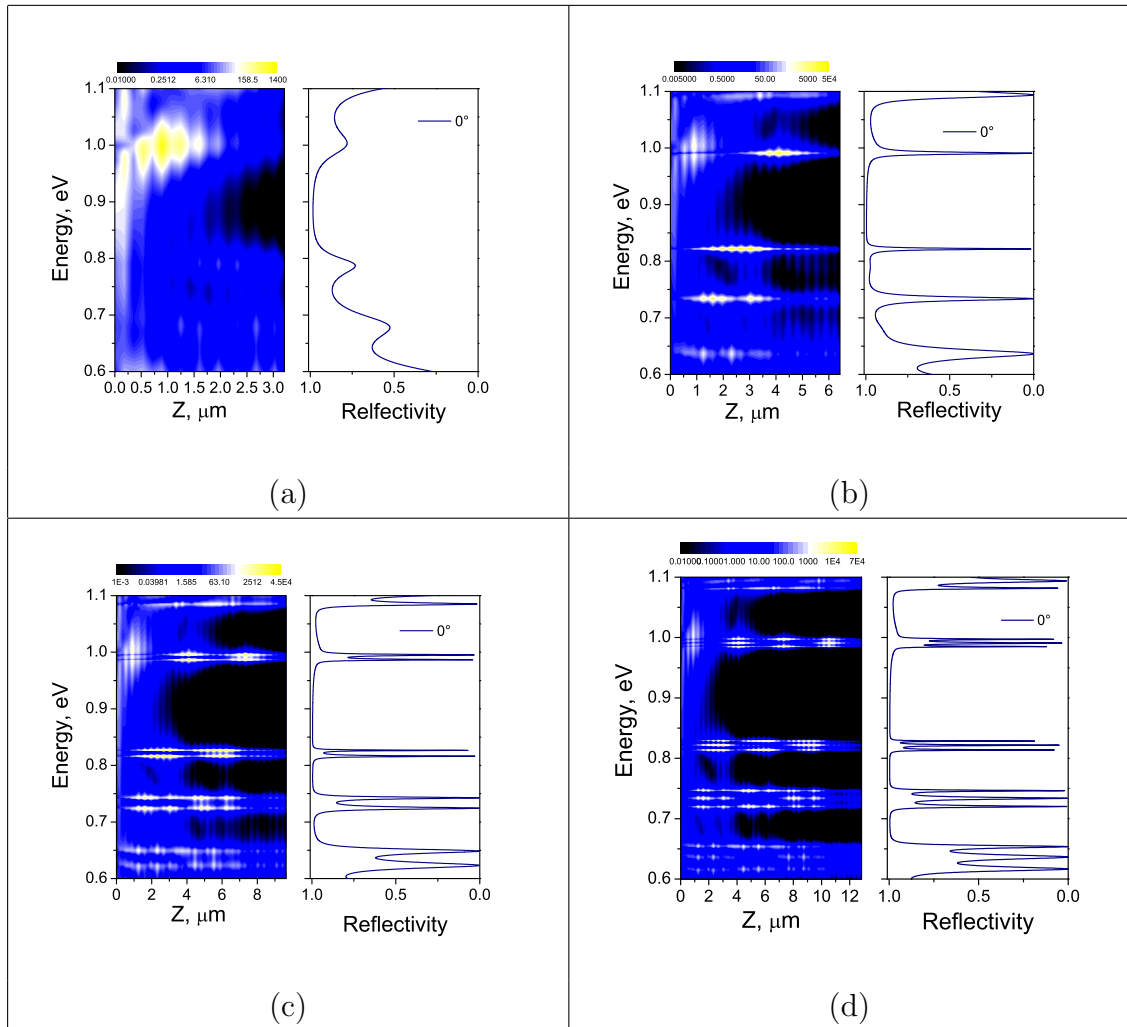 0.01000 0.2512 6.310 158.5 1400
1.1
1.0
0.9
0.8
0.7
0.6
Energy, eV
0.0 0.5 1.0 1.5 2.0 2.5 3.0
Z, μm
0°
1.0 0.5 0.0
Relfectivity
(a)
0.005000 0.5000 50.00 5000 5E4
1.1
1.0
0.9
0.8
0.7
0.6
Energy, eV
0 1 2 3 4 5 6
Z, μm
0°
1.0 0.5 0.0
Reflectivity
(b)
1E-3 0.03981 1.585 63.10 2512 4.5E4
1.1
1.0
0.9
0.8
0.7
0.6
Energy, eV
0 2 4 6 8
Z, μm
0°
1.0 0.5 0.0
Reflectivity
(c)
0.01000 0.1000 1.000 10.00 100.0 1000 1E4 7E4
1.1
1.0
0.9
0.8
0.7
0.6
Energy, eV
0 2 4 6 8 10 12
Z, μm
0°
1.0 0.5 0.0
Reflectivity
(d)